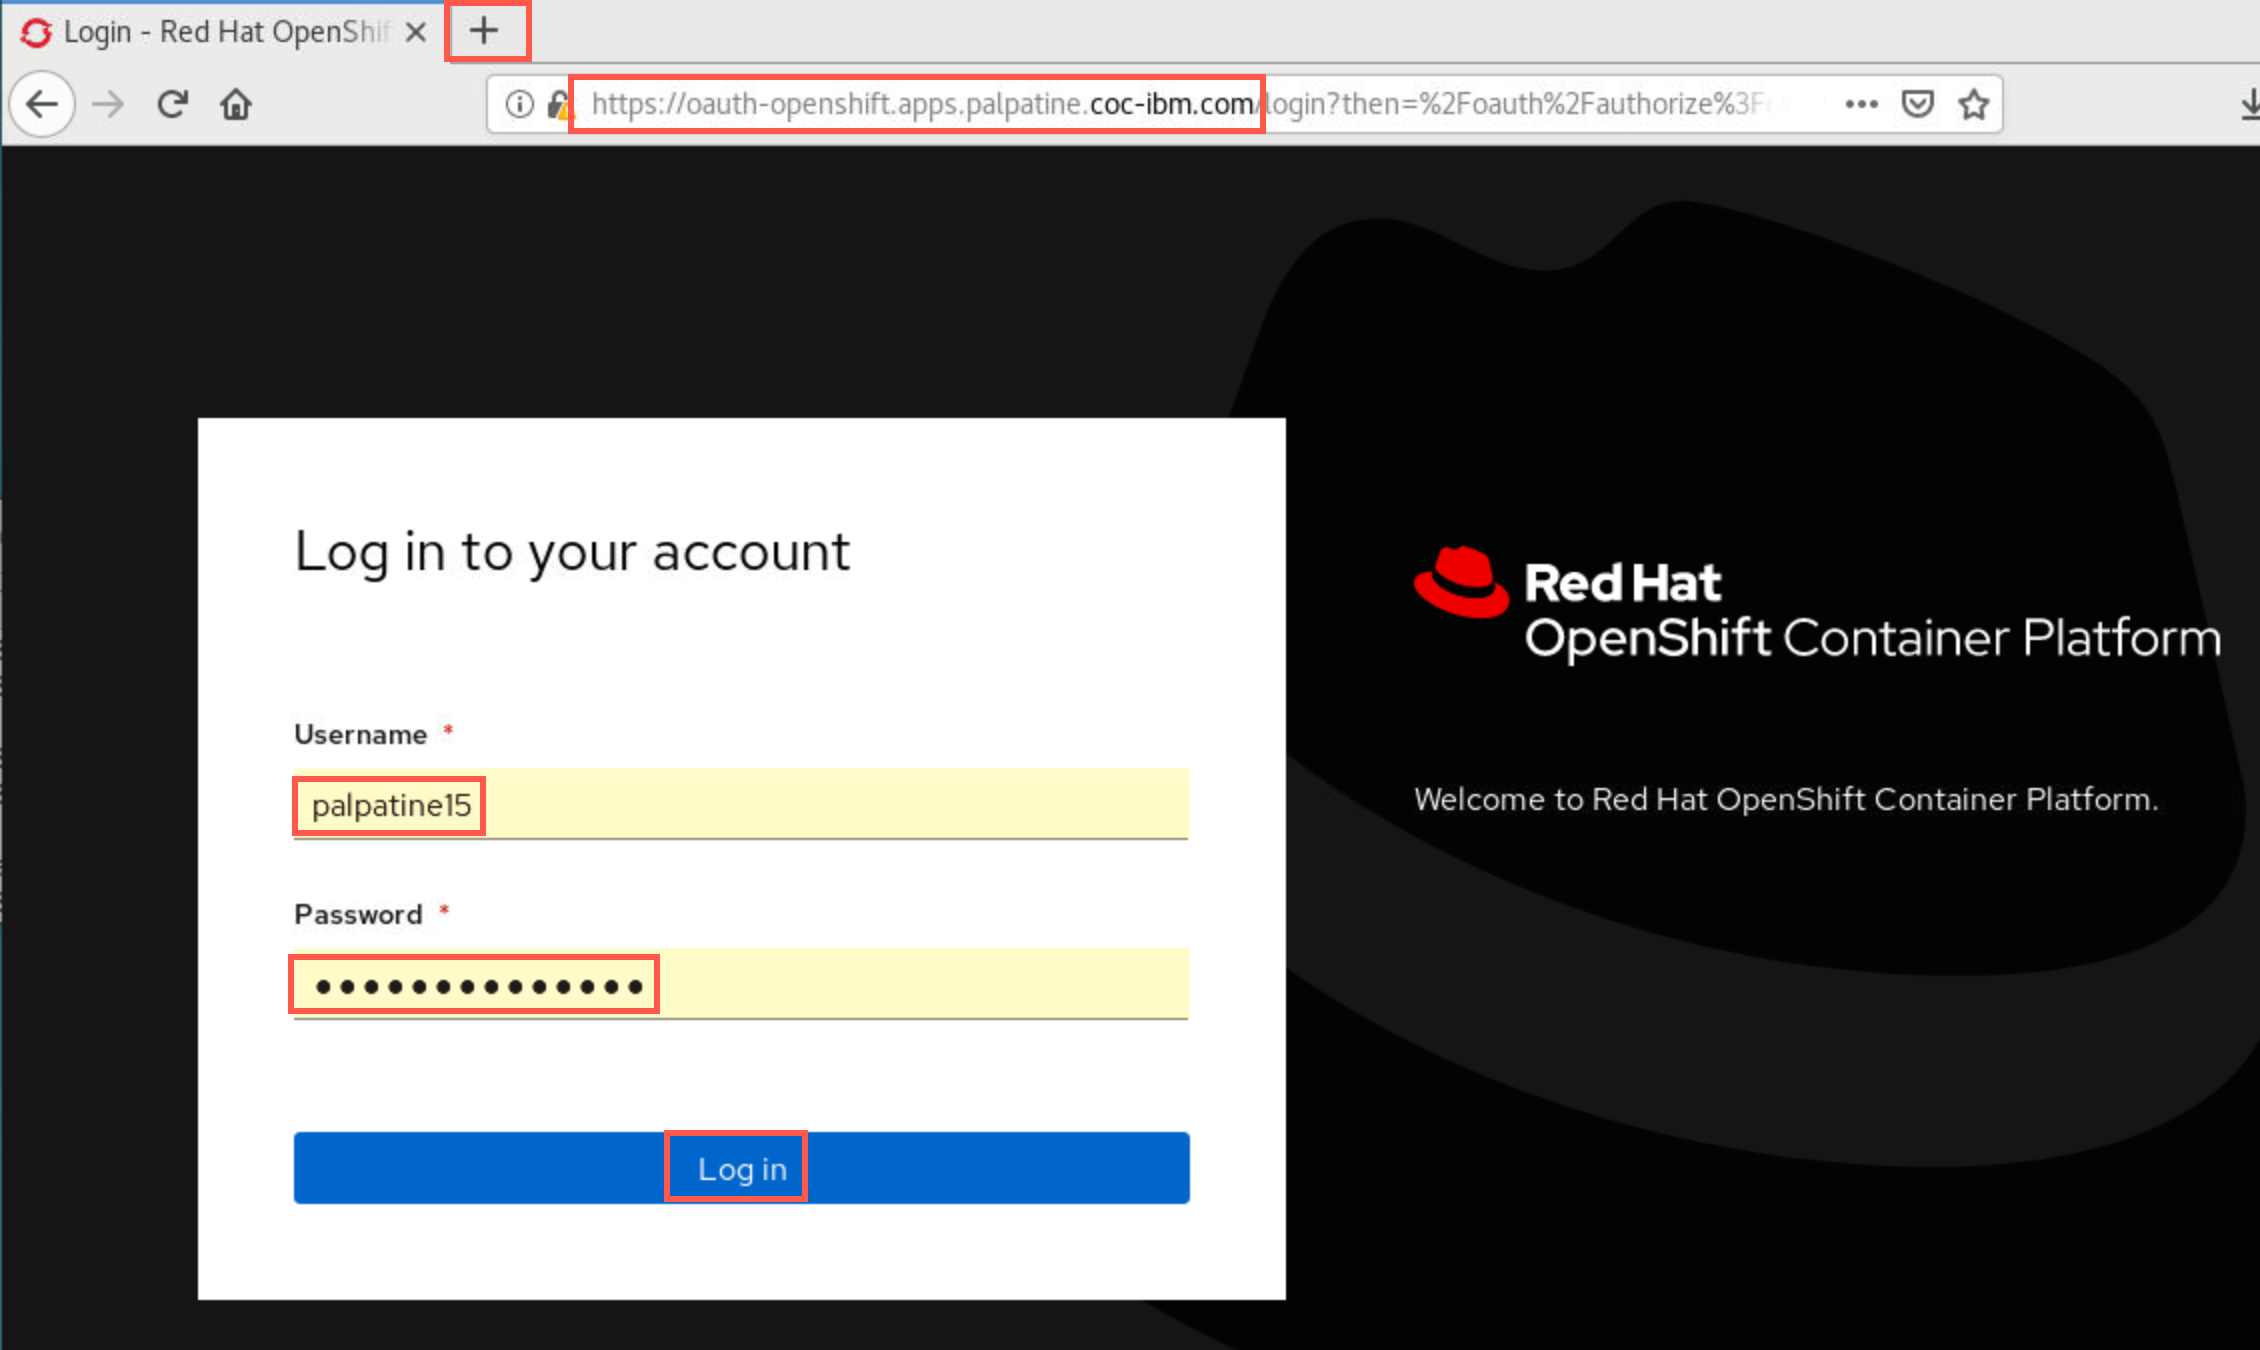 Login - Red Hat OpenShif
https://oauth-openshift.apps.palpatine.coc-ibm.com/login?then=%2Foauth%2Fauthorize%3F
Log in to your account
Red Hat
OpenShift Container Platform
Username *
palpatine15
Welcome to Red Hat OpenShift Container Platform.
Password *
Log in